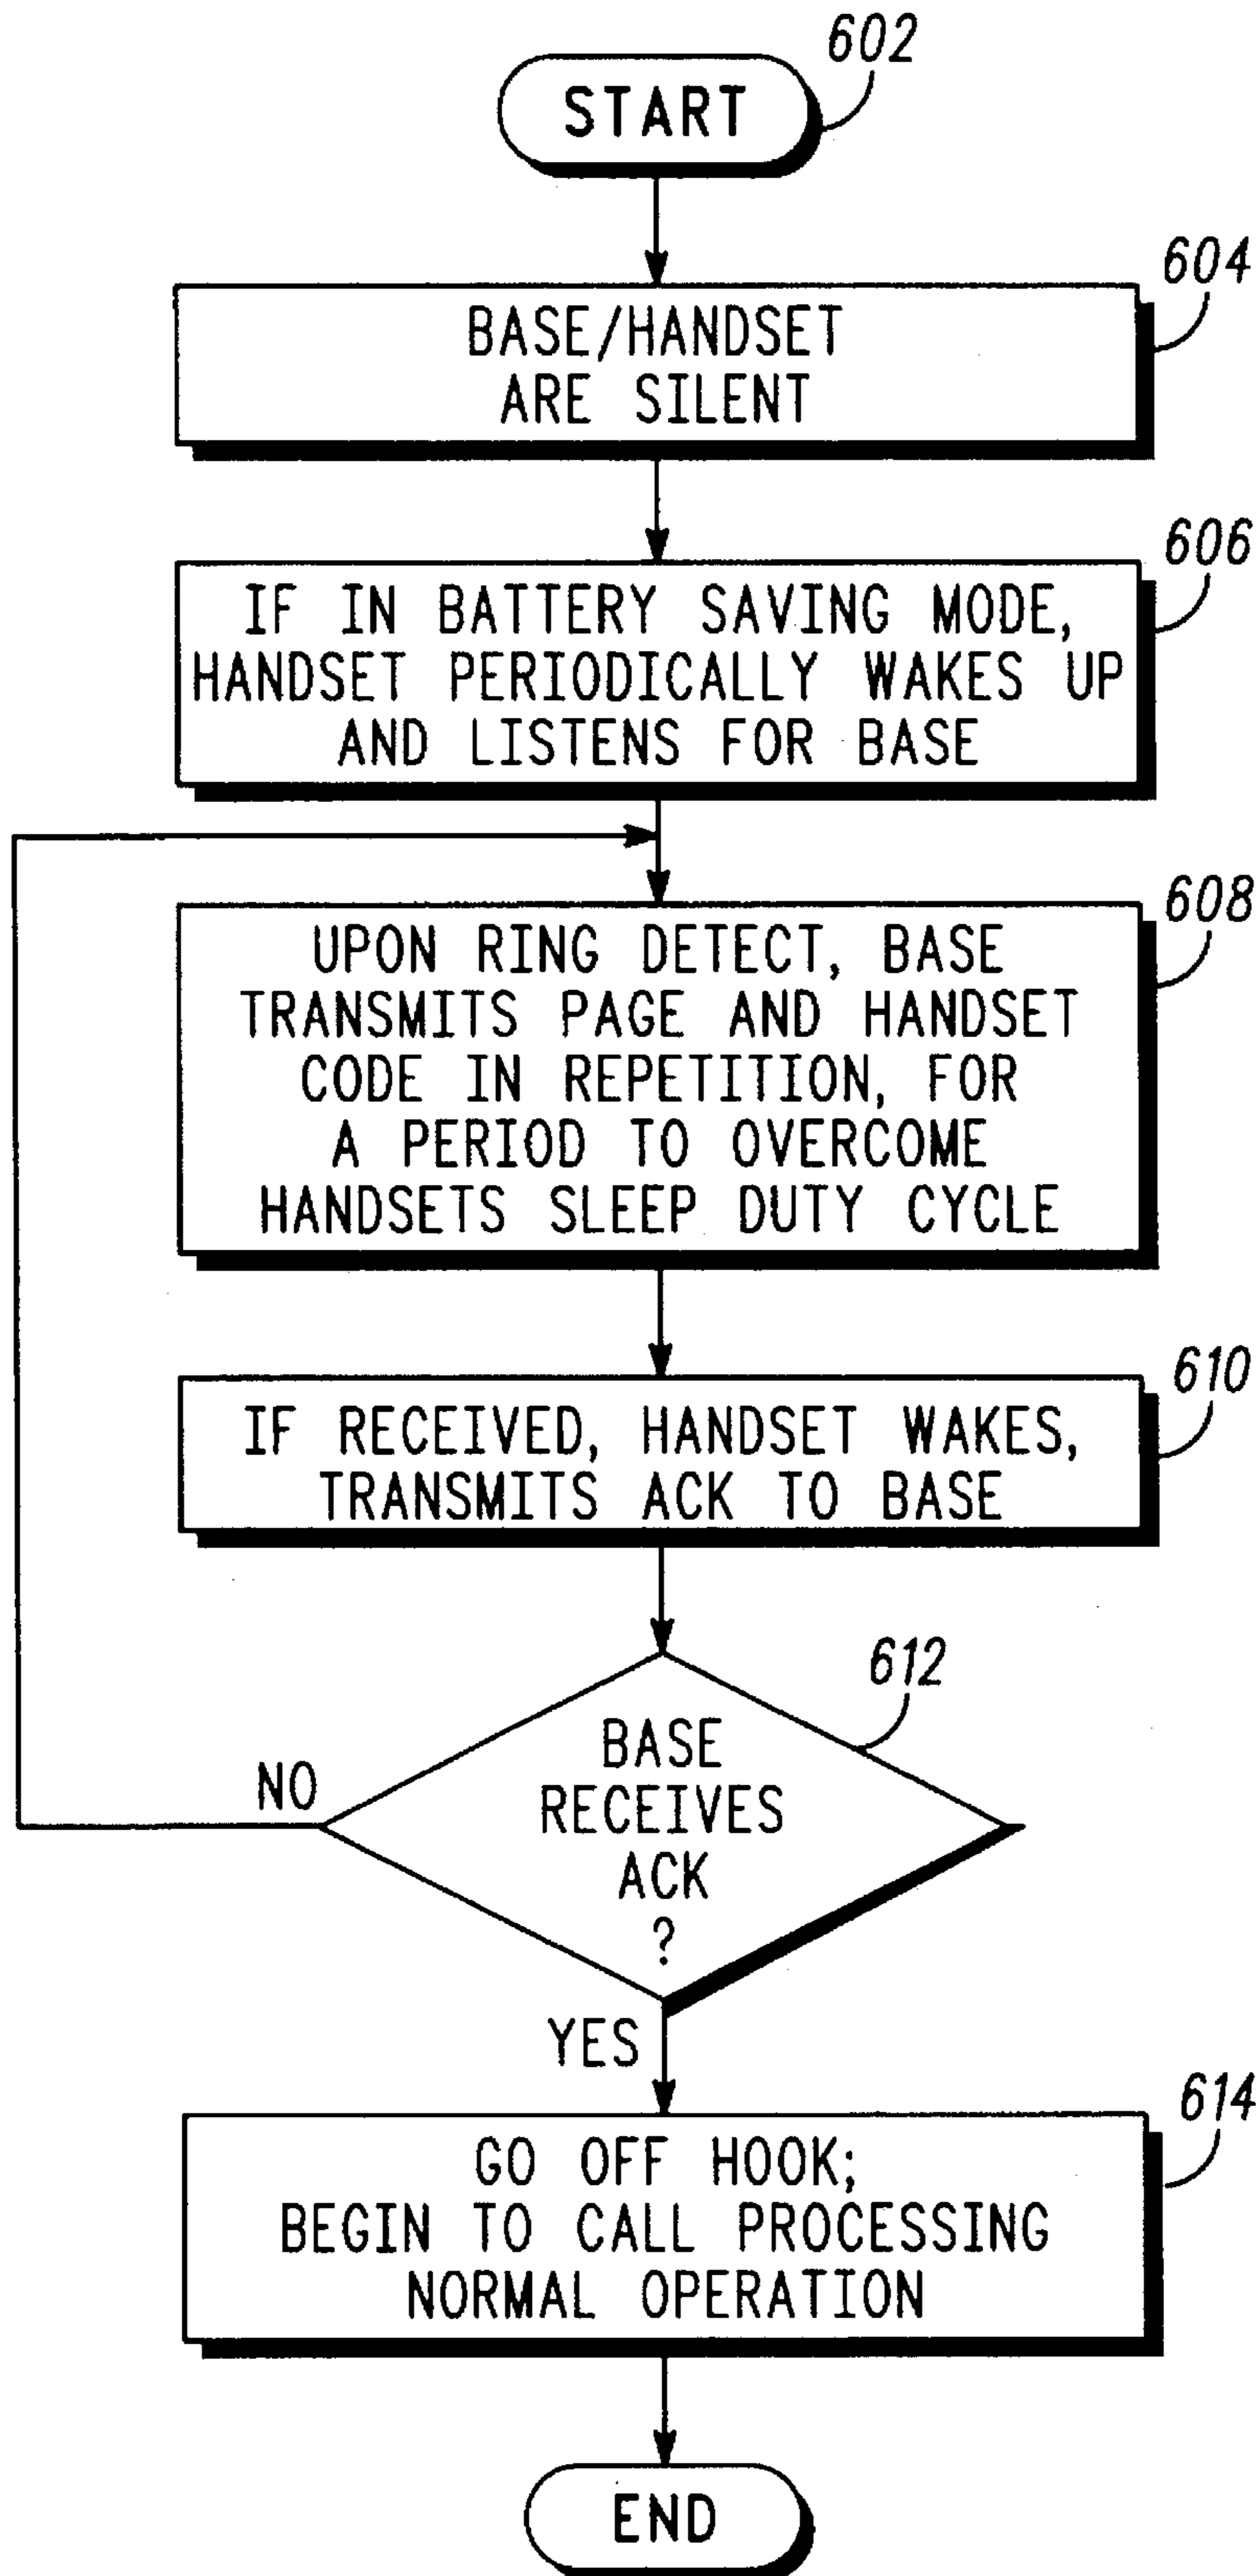 602
START
604
BASE/HANDSET
ARE SILENT
606
IF IN BATTERY SAVING MODE,
HANDSET PERIODICALLY WAKES UP
AND LISTENS FOR BASE
608
UPON RING DETECT, BASE
TRANSMITS PAGE AND HANDSET
CODE IN REPETITION, FOR
A PERIOD TO OVERCOME
HANDSETS SLEEP DUTY CYCLE
610
IF RECEIVED, HANDSET WAKES,
TRANSMITS ACK TO BASE
612
BASE
RECEIVES
ACK
?
NO
YES
614
GO OFF HOOK;
BEGIN TO CALL PROCESSING
NORMAL OPERATION
END